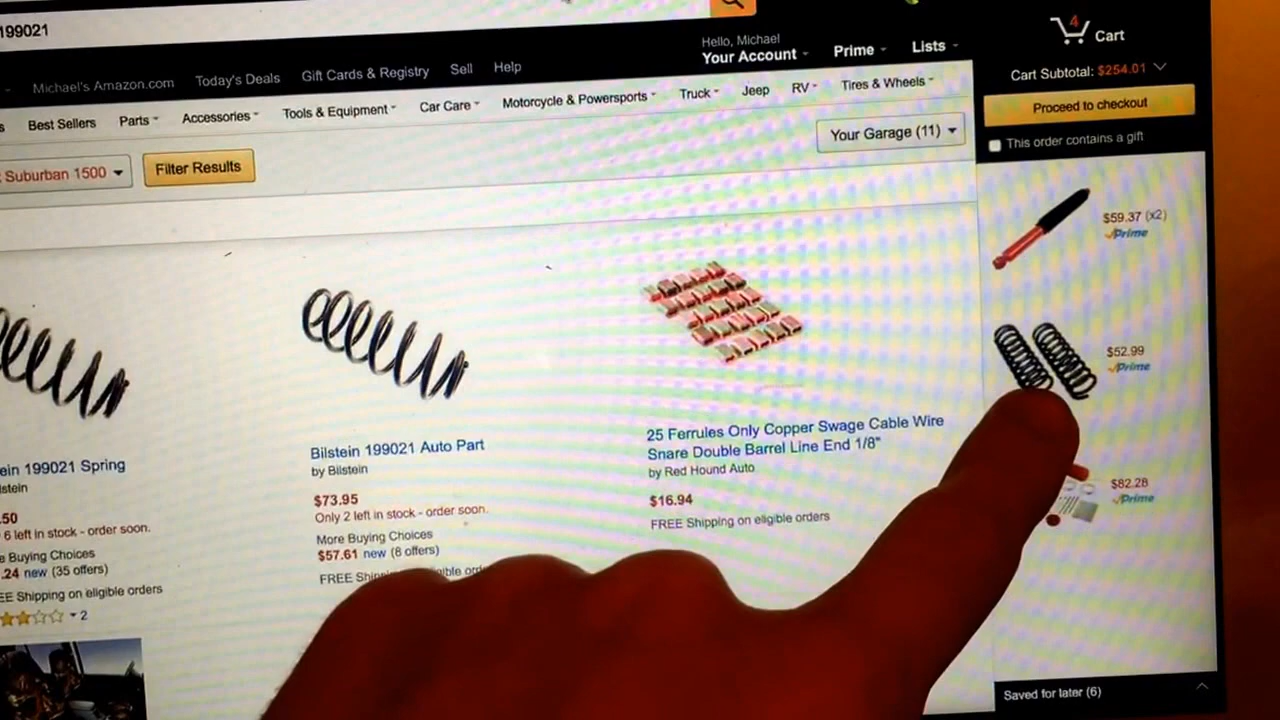 199021
Hello, Michael
Your Account
Prime
Lists
4
Cart
Michael's Amazon.com
Today's Deals
Gift Cards & Registry
Sell
Help
Cart Subtotal: $254.01
Proceed to checkout
This order contains a gift
s
Best Sellers
Parts
Accessories
Tools & Equipment
Car Care
Motorcycle & Powersports
Truck
Jeep
RV
Tires & Wheels
Your Garage (11)
Suburban 1500
Filter Results
$59.37 (x2)
Prime
$52.99
Prime
$82.28
Prime
ein 199021 Spring
lstein
.50
6 left in stock - order soon.
e Buying Choices
.24 new (35 offers)
EE Shipping on eligible orders
2
Bilstein 199021 Auto Part
by Bilstein
$73.95
Only 2 left in stock - order soon.
More Buying Choices
$57.61 new (8 offers)
FREE
25 Ferrules Only Copper Swage Cable Wire
Snare Double Barrel Line End 1/8"
by Red Hound Auto
$16.94
FREE Shipping on eligible orders
Saved for later (6)